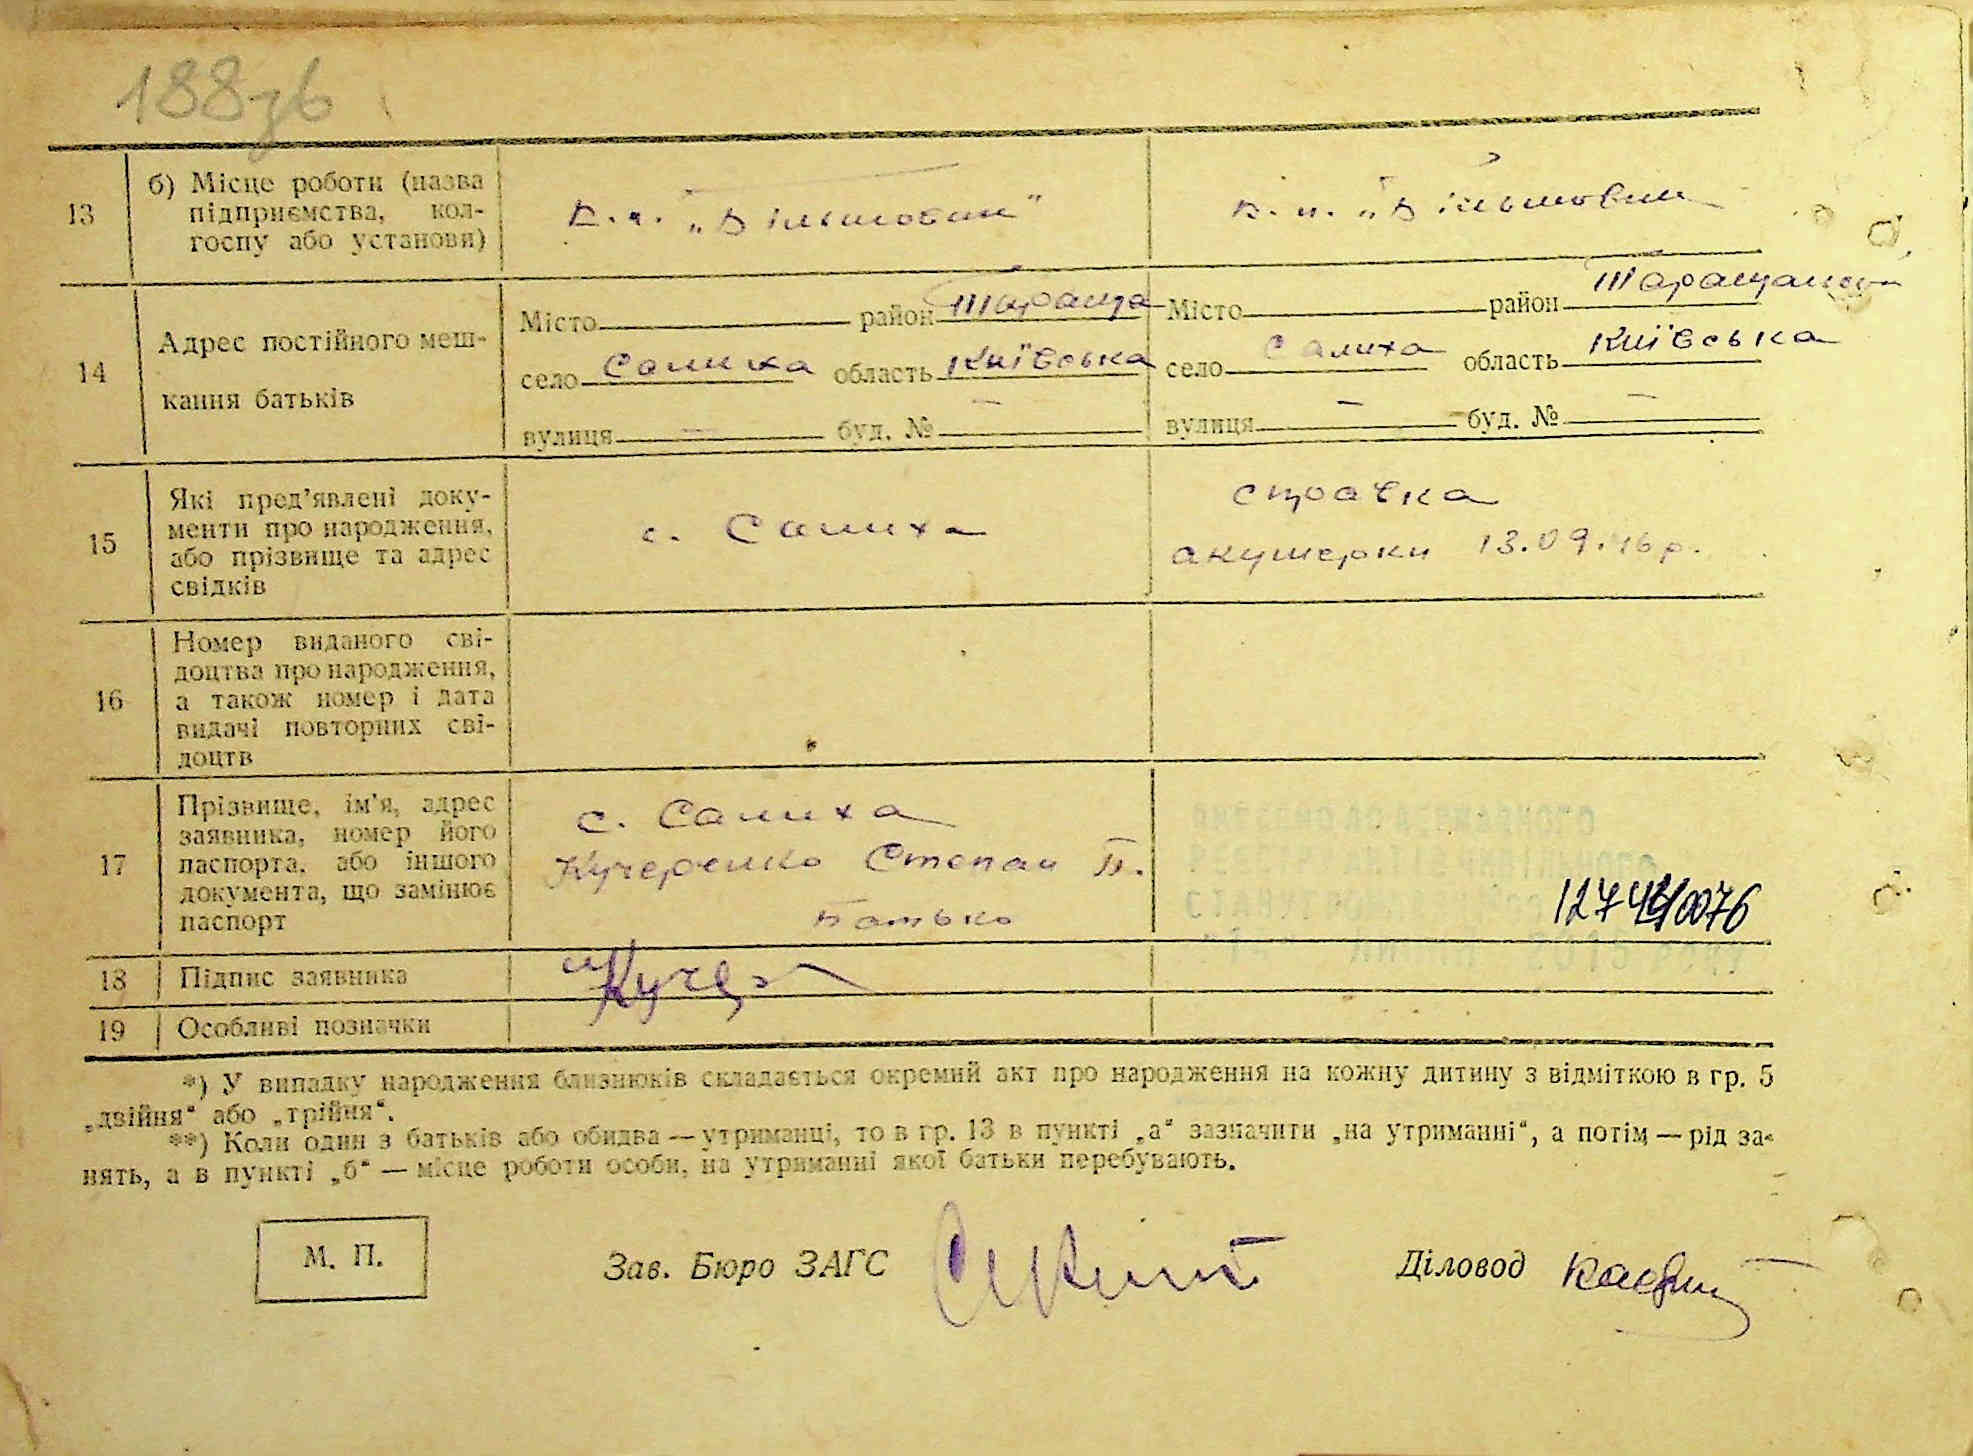 188зв
13
б) Місце роботи (назва
підприємства, кол-
госпу або установи)
к.г. „Більшовик"
к.г. „Більшовик
14
Адрес постійного меш-
кання батьків
Місто район Тараща
село Салиха область Київська
вулиця — буд. № —
Місто район Таращанськ
село Салиха область Київська
вулиця — буд. № —
15
Які пред'явлені доку-
менти про народження,
або прізвище та адрес
свідків
с. Салиха
справка
акушерки 13.09.46 р.
16
Номер виданого сві-
доцтва про народження,
а також номер і дата
видачі повторних сві-
доцтв
17
Прізвище, ім'я, адрес
заявника, номер його
паспорта, або іншого
документа, що замінює
паспорт
с. Салиха
Кучеренко Степан П.
Батько
18
Підпис заявника
19
Особливі позначки
*) У випадку народження близнюків складається окремий акт про народження на кожну дитину з відміткою в гр. 5
„двійня“ або „трійня“.
**) Коли один з батьків або обидва — утриманці, то в гр. 13 в пункті „а“ зазначити „на утриманні“, а потім — рід за-
нять, а в пункті „б“ — місце роботи особи, на утриманні якої батьки перебувають.
М. П.
Зав. Бюро ЗАГС
Діловод